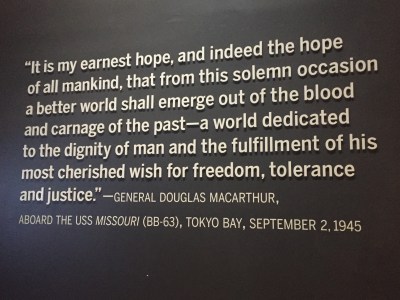 “It is my earnest hope, and indeed the hope
of all mankind, that from this solemn occasion
a better world shall emerge out of the blood
and carnage of the past—a world dedicated
to the dignity of man and the fulfillment of his
most cherished wish for freedom, tolerance
and justice.”—GENERAL DOUGLAS MACARTHUR,
ABOARD THE USS MISSOURI (BB-63), TOKYO BAY, SEPTEMBER 2, 1945